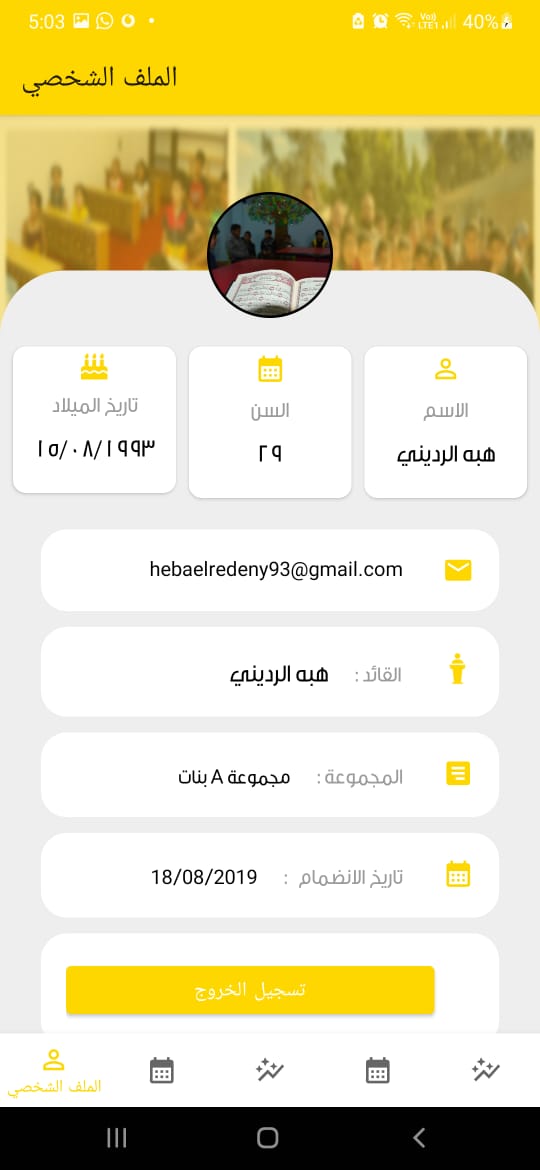 5:03 Vo) LTE1 40%
الملف الشخصي
الاسم
هبه الرديني
السن
٢٩
تاريخ الميلاد
١٥/٠٨/١٩٩٣
hebaelredeny93@gmail.com
القائد : هبه الرديني
المجموعة : مجموعة A بنات
تاريخ الانضمام : 18/08/2019
تسجيل الخروج
الملف الشخصي